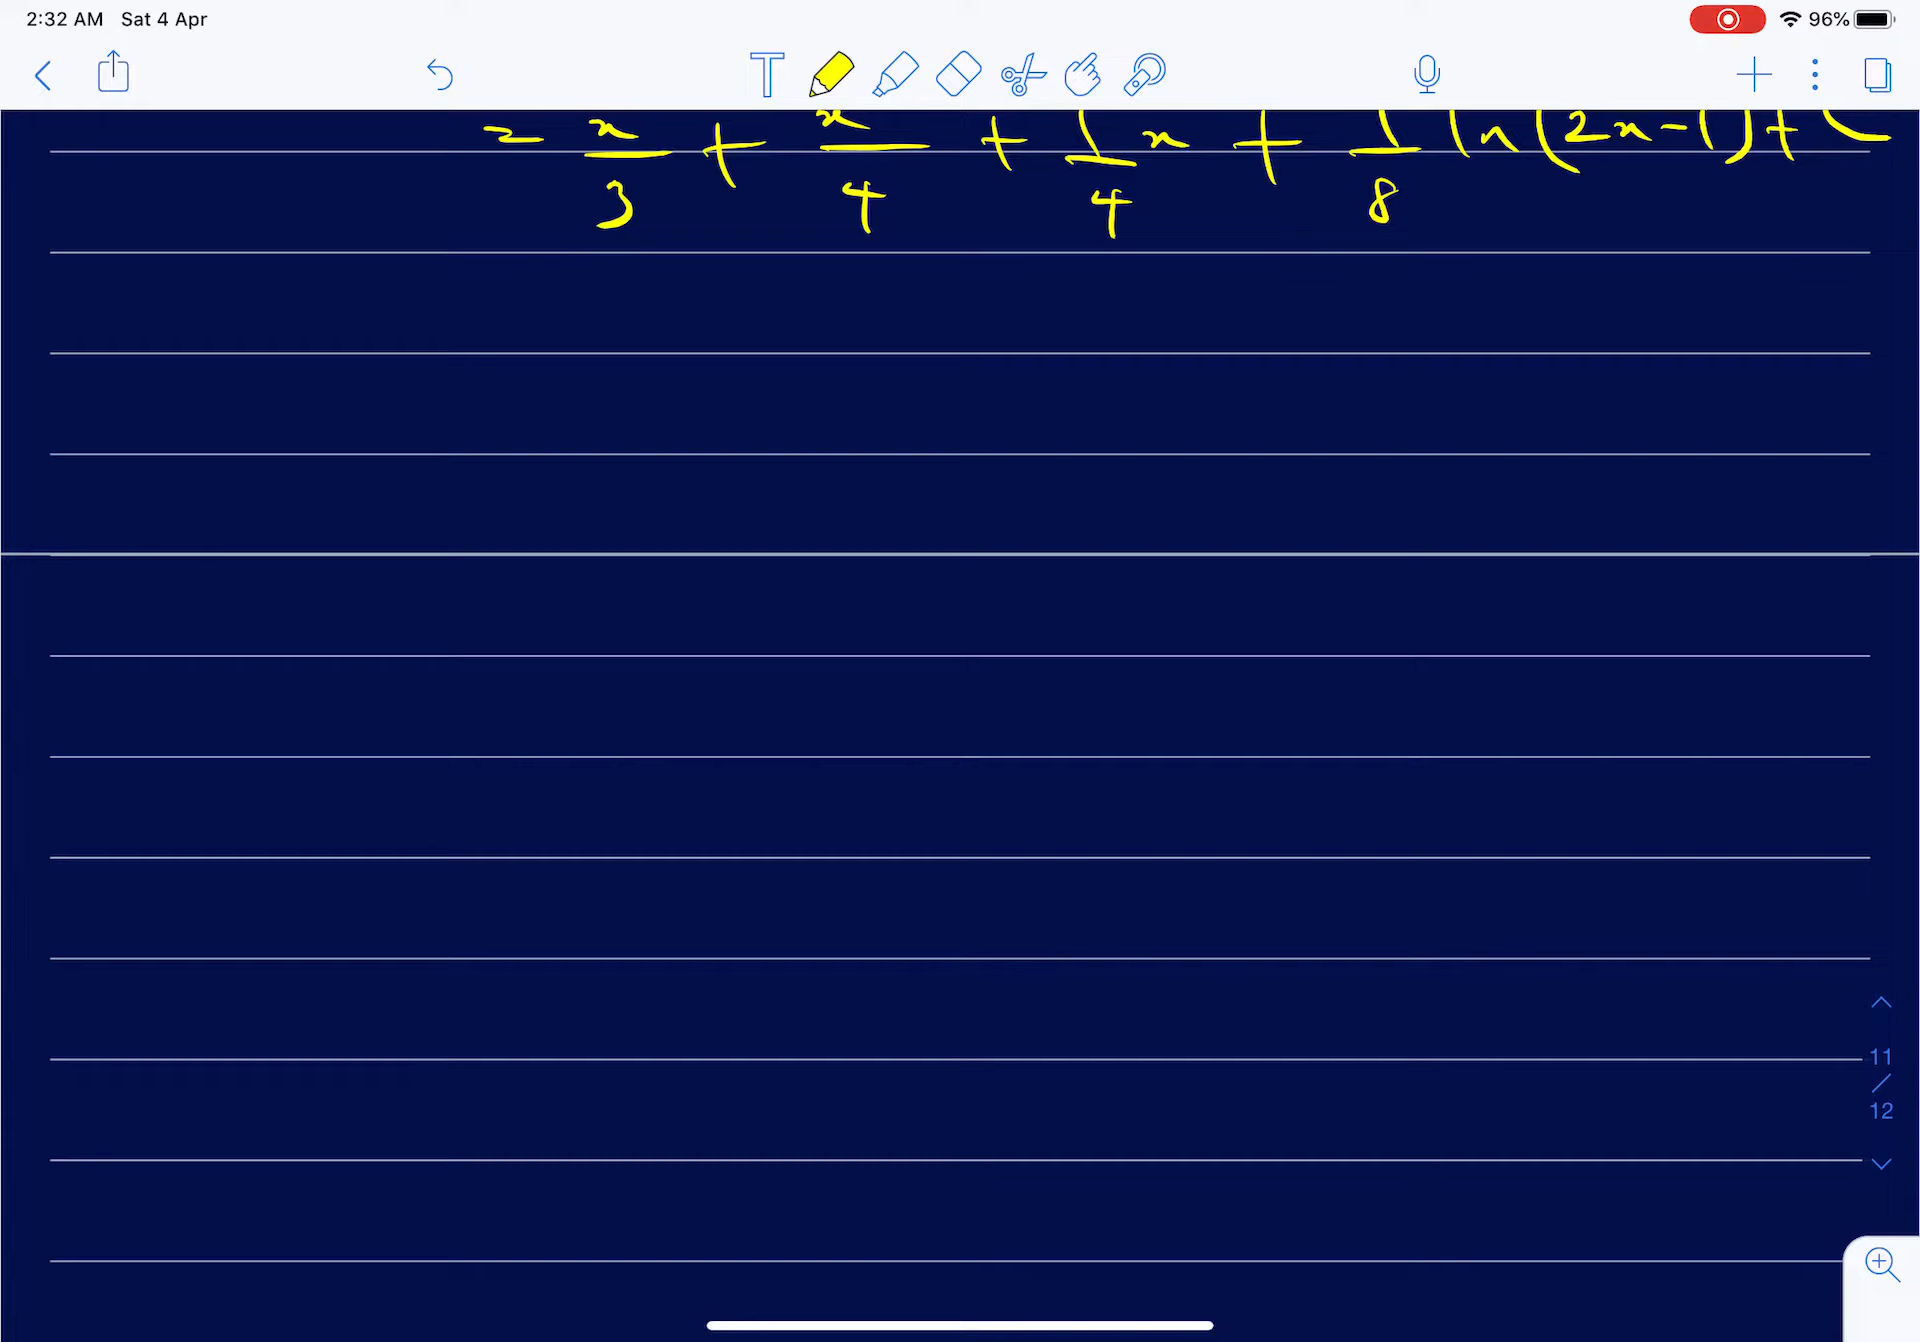 2:32 AM Sat 4 Apr 96%
= x/3 + x/4 + 1/4 x + 1/8 ln(2x-1) + C
11
/
12